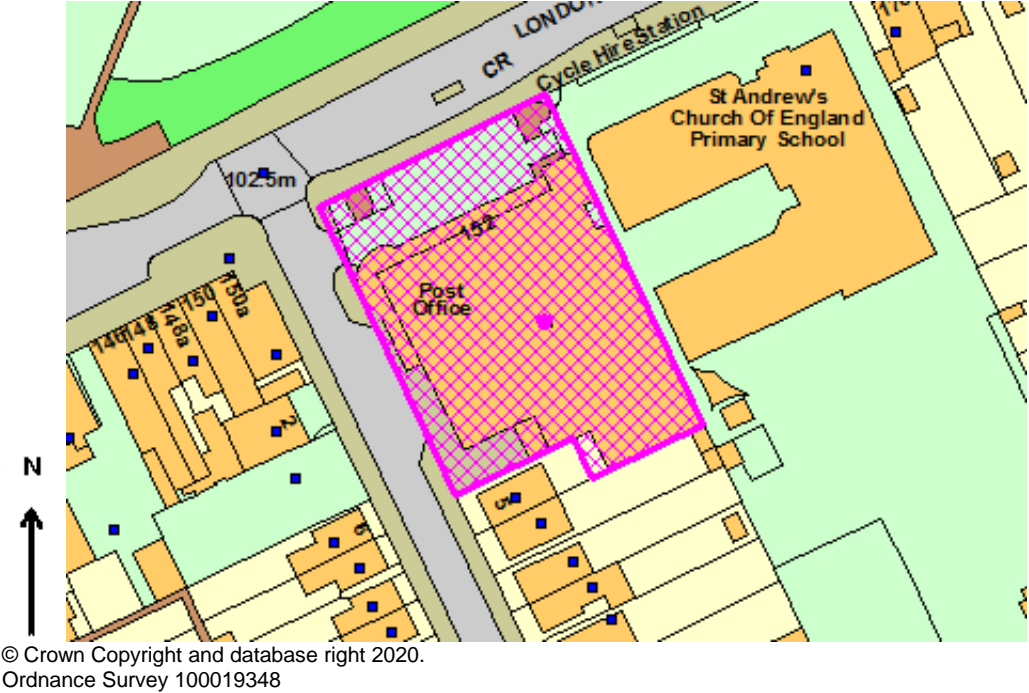 LONDON
CR
Cycle Hire Station
176
St Andrew's
Church Of England
Primary School
102.5m
152
Post
Office
150a
150
148a
148
146
2
5
6
N
© Crown Copyright and database right 2020.
Ordnance Survey 100019348